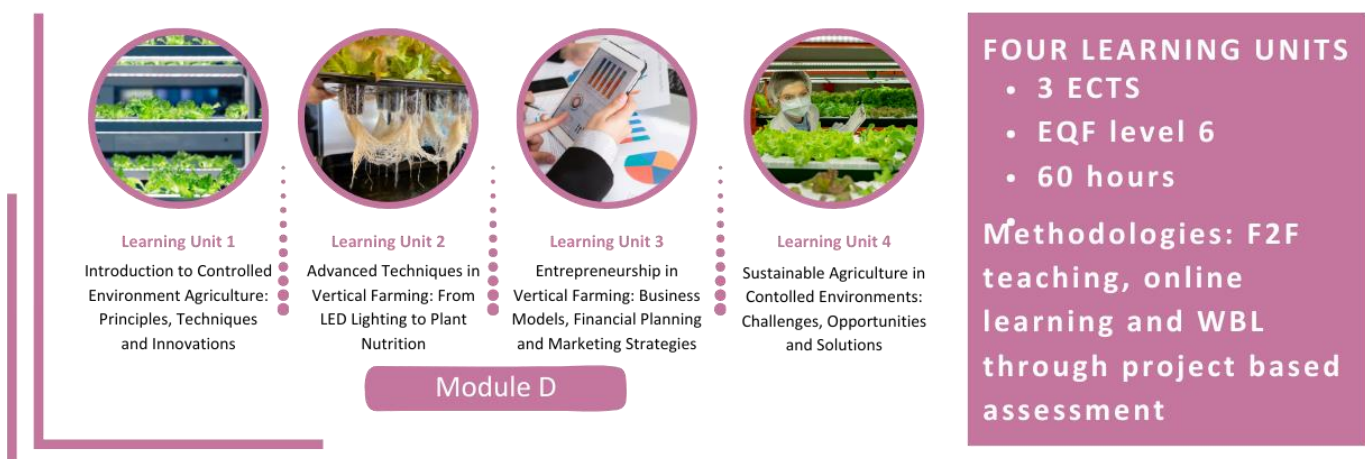 Learning Unit 1
Introduction to Controlled
Environment Agriculture:
Principles, Techniques
and Innovations
Learning Unit 2
Advanced Techniques in
Vertical Farming: From
LED Lighting to Plant
Nutrition
Learning Unit 3
Entrepreneurship in
Vertical Farming: Business
Models, Financial Planning
and Marketing Strategies
Learning Unit 4
Sustainable Agriculture in
Contolled Environments:
Challenges, Opportunities
and Solutions
Module D
FOUR LEARNING UNITS
• 3 ECTS
• EQF level 6
• 60 hours
•
Methodologies: F2F
teaching, online
learning and WBL
through project based
assessment